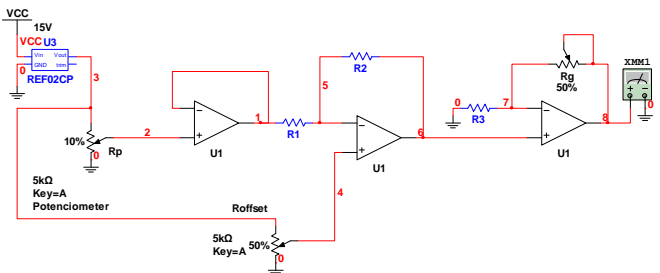 VCC
15V
VCC U3
Vin Vout
GND trim
REF02CP
0
3
10%
Rp
0
2
5kΩ
Key=A
Potenciometer
1
U1
R1
5
R2
6
U1
4
Roffset
5kΩ
Key=A
50%
0
0
R3
7
Rg
50%
8
U1
XMM1
0